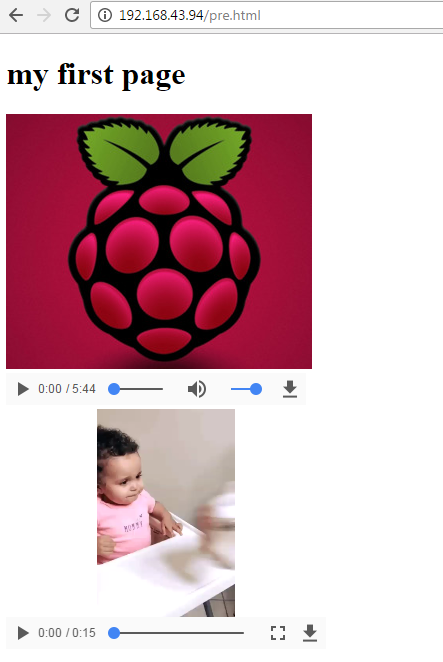 192.168.43.94/pre.html
my first page
0:00 / 5:44
0:00 / 0:15